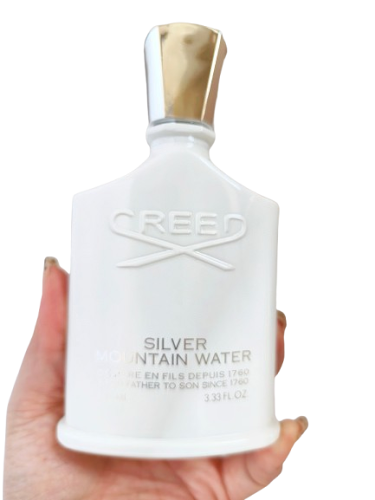 CREED
SILVER
MOUNTAIN WATER
EN FILS DEPUIS 1760
FATHER TO SON SINCE 1760
3.33 FL.OZ.